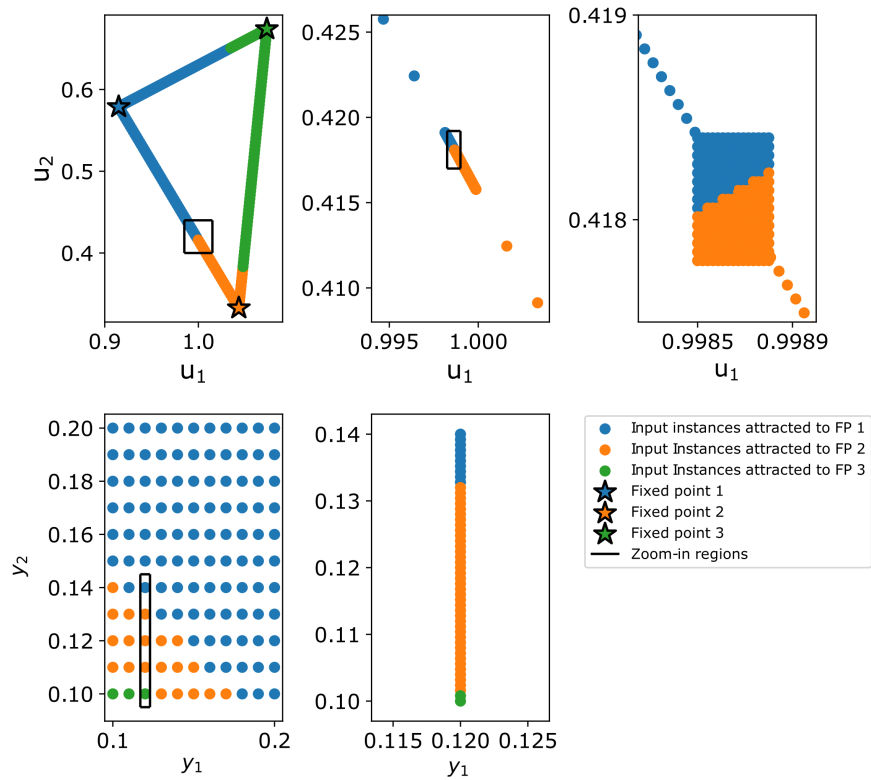 0.6
0.5
0.4
u₂
0.9
1.0
u₁
0.425
0.420
0.415
0.410
0.995
1.000
u₁
0.419
0.418
0.9985
0.9989
u₁
0.20
0.18
0.16
0.14
0.12
0.10
y₂
0.1
0.2
y₁
0.14
0.13
0.12
0.11
0.10
0.115
0.120
0.125
y₁
Input instances attracted to FP 1
Input Instances attracted to FP 2
Input Instances attracted to FP 3
Fixed point 1
Fixed point 2
Fixed point 3
Zoom-in regions